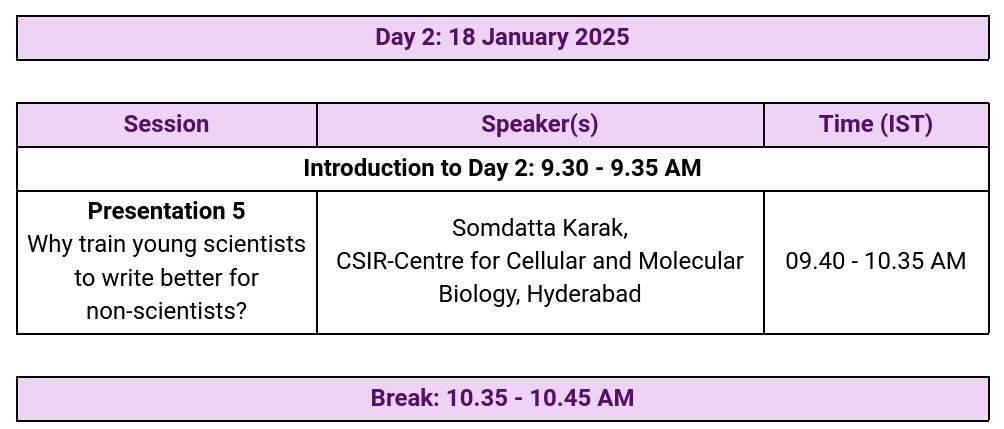 Day 2: 18 January 2025
Session Speaker(s) Time (IST)
Introduction to Day 2: 9.30 - 9.35 AM
Presentation 5
Why train young scientists
to write better for
non-scientists?
Somdatta Karak,
CSIR-Centre for Cellular and Molecular
Biology, Hyderabad
09.40 - 10.35 AM
Break: 10.35 - 10.45 AM